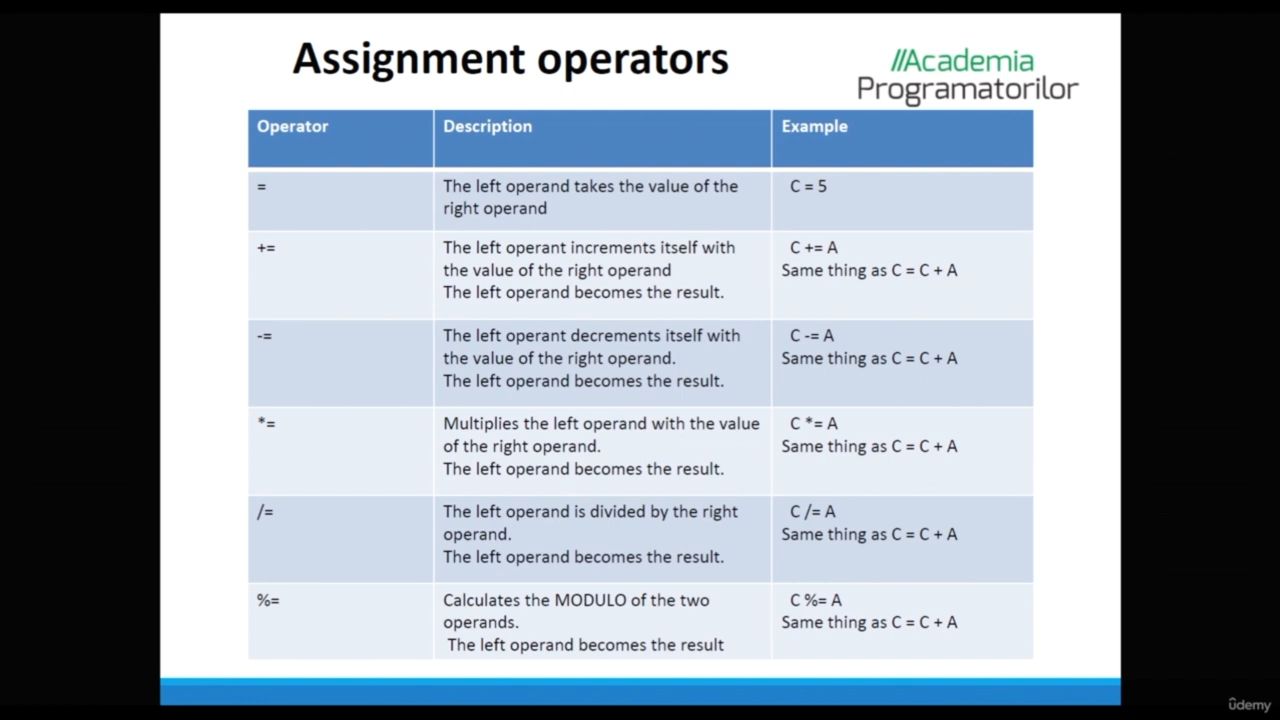 Assignment operators
//Academia
Programatorilor
Operator Description Example
= The left operand takes the value of the C = 5
right operand
+= The left operant increments itself with C += A
the value of the right operand Same thing as C = C + A
The left operand becomes the result.
-= The left operant decrements itself with C -= A
the value of the right operand. Same thing as C = C + A
The left operand becomes the result.
*= Multiplies the left operand with the value C *= A
of the right operand. Same thing as C = C + A
The left operand becomes the result.
/= The left operand is divided by the right C /= A
operand. Same thing as C = C + A
The left operand becomes the result.
%= Calculates the MODULO of the two C %= A
operands. Same thing as C = C + A
The left operand becomes the result
ûdemy